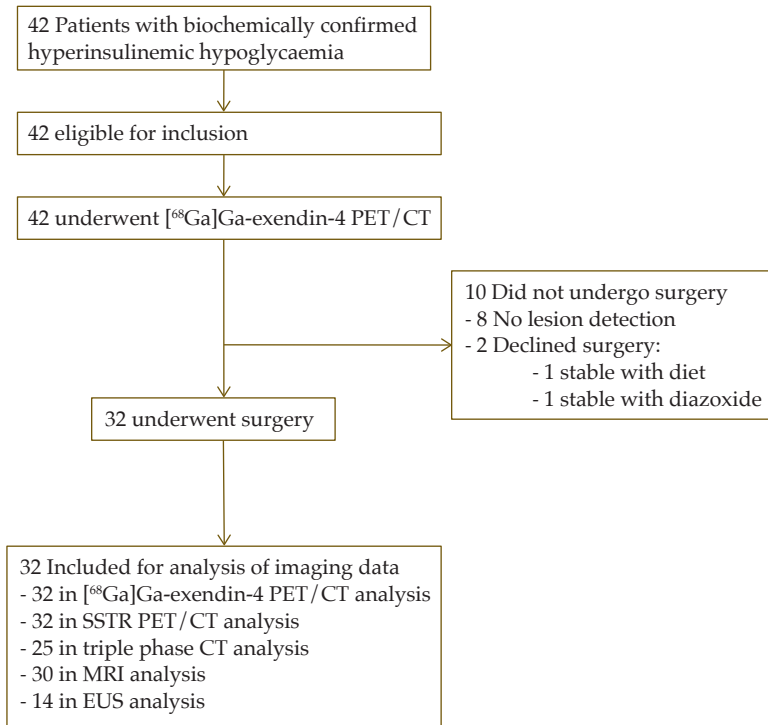 42 Patients with biochemically confirmed
hyperinsulinemic hypoglycaemia
42 eligible for inclusion
42 underwent [⁶⁸Ga]Ga-exendin-4 PET/CT
10 Did not undergo surgery
- 8 No lesion detection
- 2 Declined surgery:
- 1 stable with diet
- 1 stable with diazoxide
32 underwent surgery
32 Included for analysis of imaging data
- 32 in [⁶⁸Ga]Ga-exendin-4 PET/CT analysis
- 32 in SSTR PET/CT analysis
- 25 in triple phase CT analysis
- 30 in MRI analysis
- 14 in EUS analysis